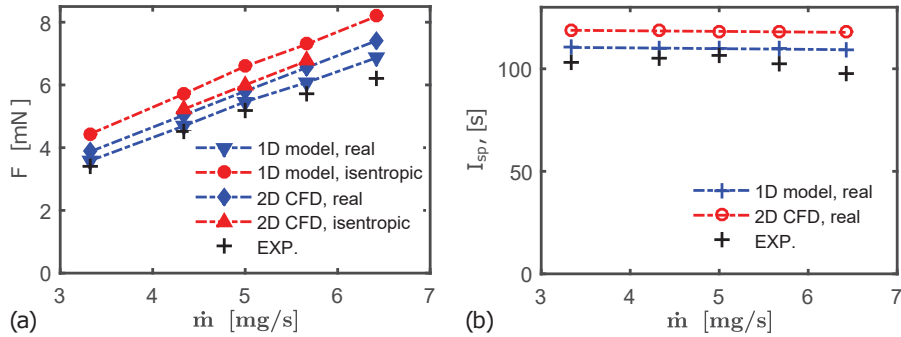 8
6
4
2
0
F [mN]
1D model, real
1D model, isentropic
2D CFD, real
2D CFD, isentropic
EXP.
3 4 5 6 7
(a)
ṁ [mg/s]
100
50
0
I_sp, [s]
1D model, real
2D CFD, real
EXP.
3 4 5 6 7
(b)
ṁ [mg/s]